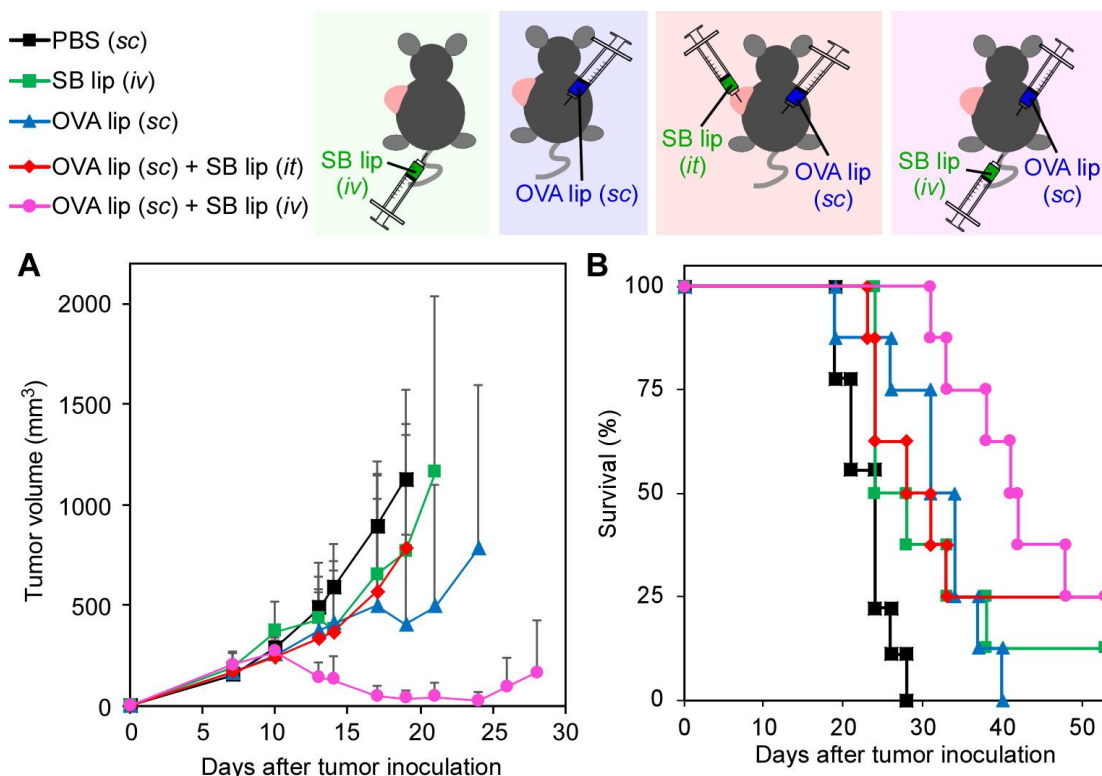 PBS (sc)
SB lip (iv)
OVA lip (sc)
OVA lip (sc) + SB lip (it)
OVA lip (sc) + SB lip (iv)
SB lip
(iv)
OVA lip (sc)
SB lip
(it)
OVA lip
(sc)
SB lip
(iv)
OVA lip
(sc)
A
Tumor volume (mm³)
2000
1500
1000
500
0
0
5
10
15
20
25
30
Days after tumor inoculation
B
Survival (%)
100
75
50
25
0
0
20
30
40
50
Days after tumor inoculation